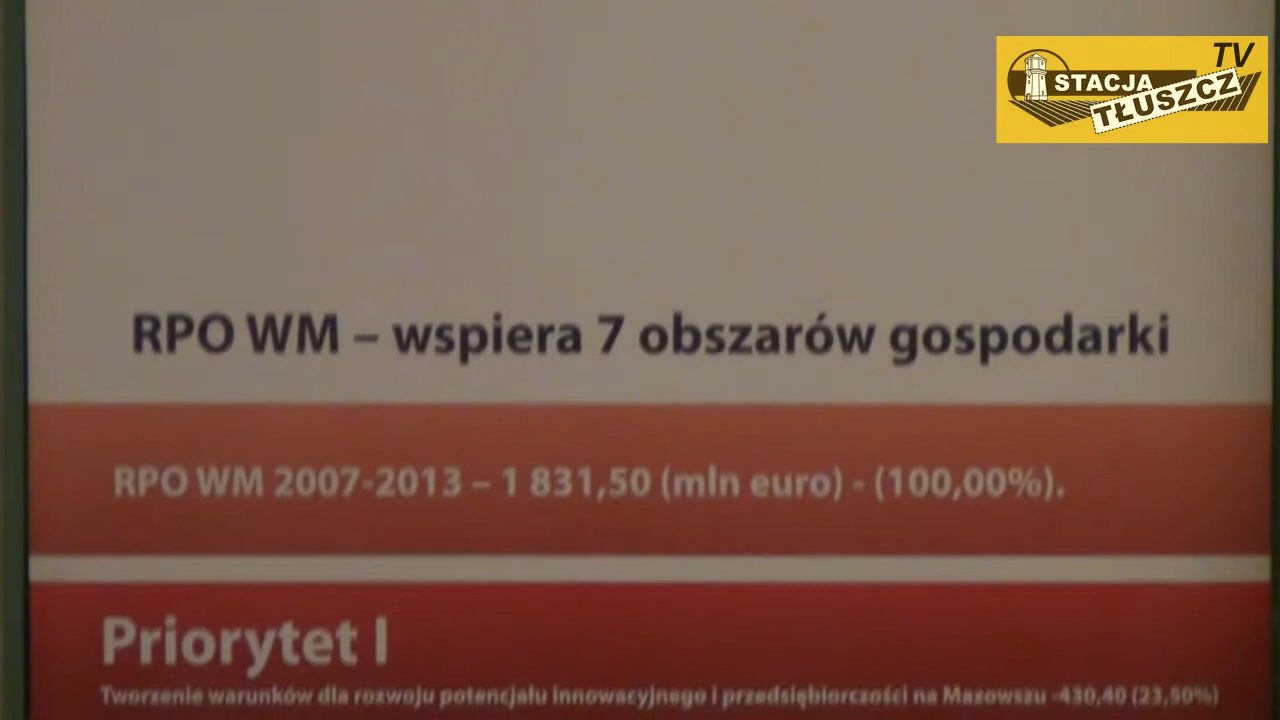 TV
STACJA
TŁUSZCZ
RPO WM – wspiera 7 obszarów gospodarki
RPO WM 2007-2013 – 1 831,50 (mln euro) - (100,00%).
Priorytet I
Tworzenie warunków dla rozwoju potencjału innowacyjnego i przedsiębiorczości na Mazowszu -430,40 (23,50%)